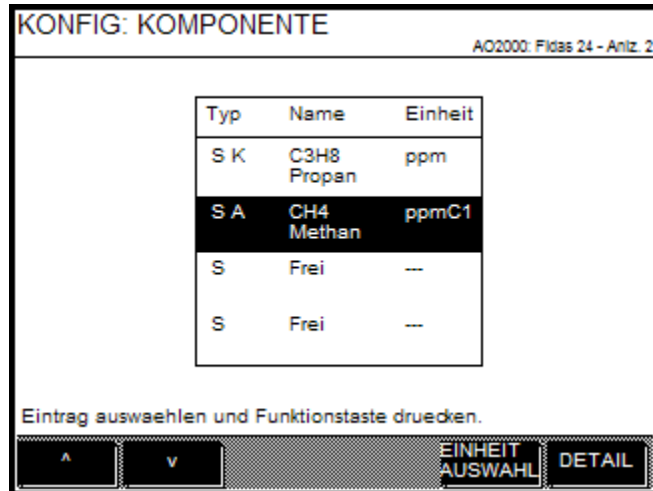 KONFIG: KOMPONENTE
AO2000: Fidas 24 - Anlz. 2
Typ Name Einheit
S K C3H8 ppm
Propan
S A CH4 ppmC1
Methan
S Frei ---
S Frei ---
Eintrag auswaehlen und Funktionstaste druecken.
^ v EINHEIT
AUSWAHL DETAIL